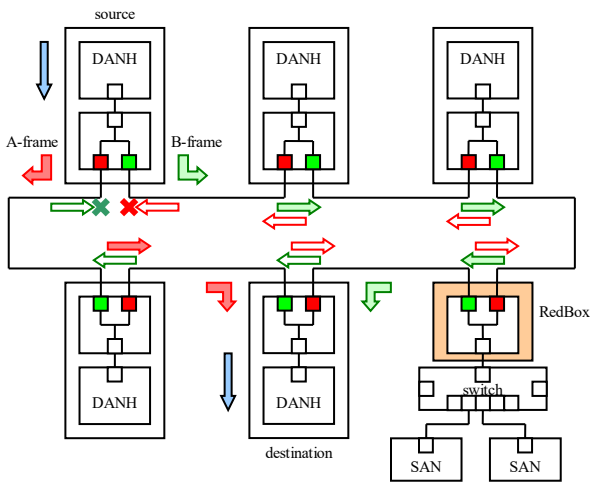 source
DANH
DANH
DANH
A-frame
B-frame
RedBox
DANH
DANH
switch
destination
SAN
SAN